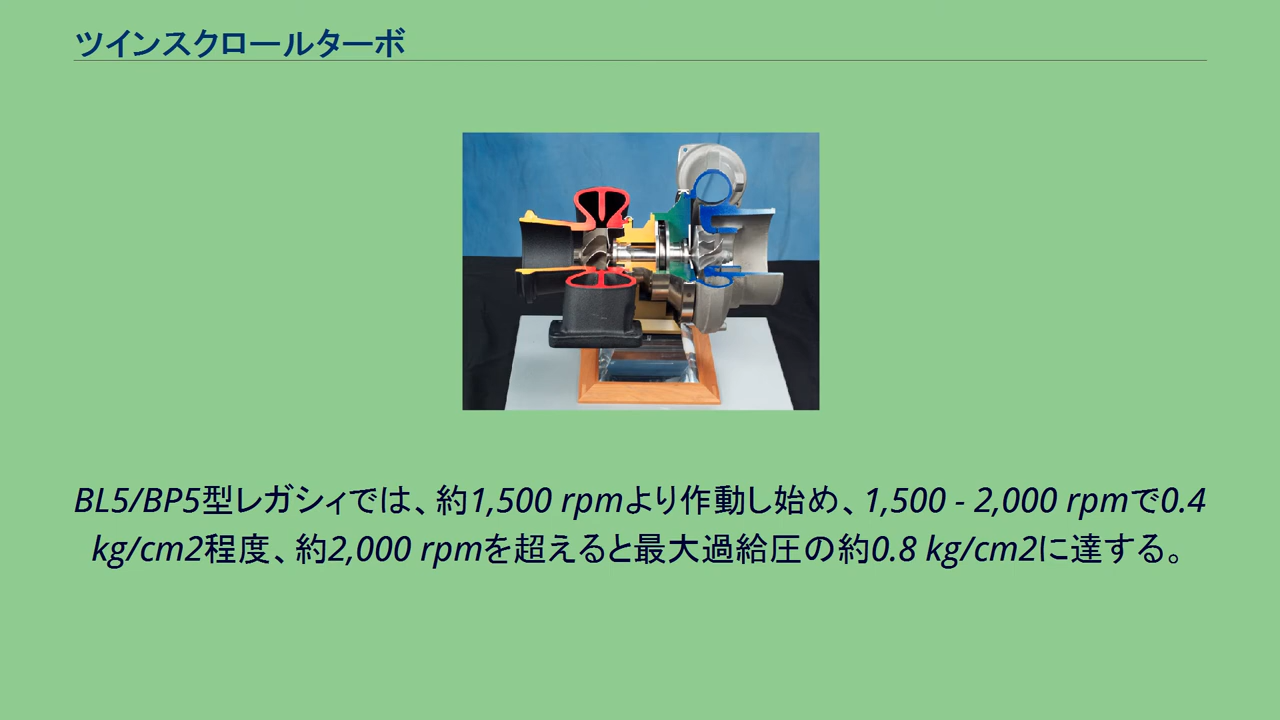 ツインスクロールターボ
BL5/BP5型レガシィでは、約1,500 rpmより作動し始め、1,500 - 2,000 rpmで0.4
kg/cm2程度、約2,000 rpmを超えると最大過給圧の約0.8 kg/cm2に達する。